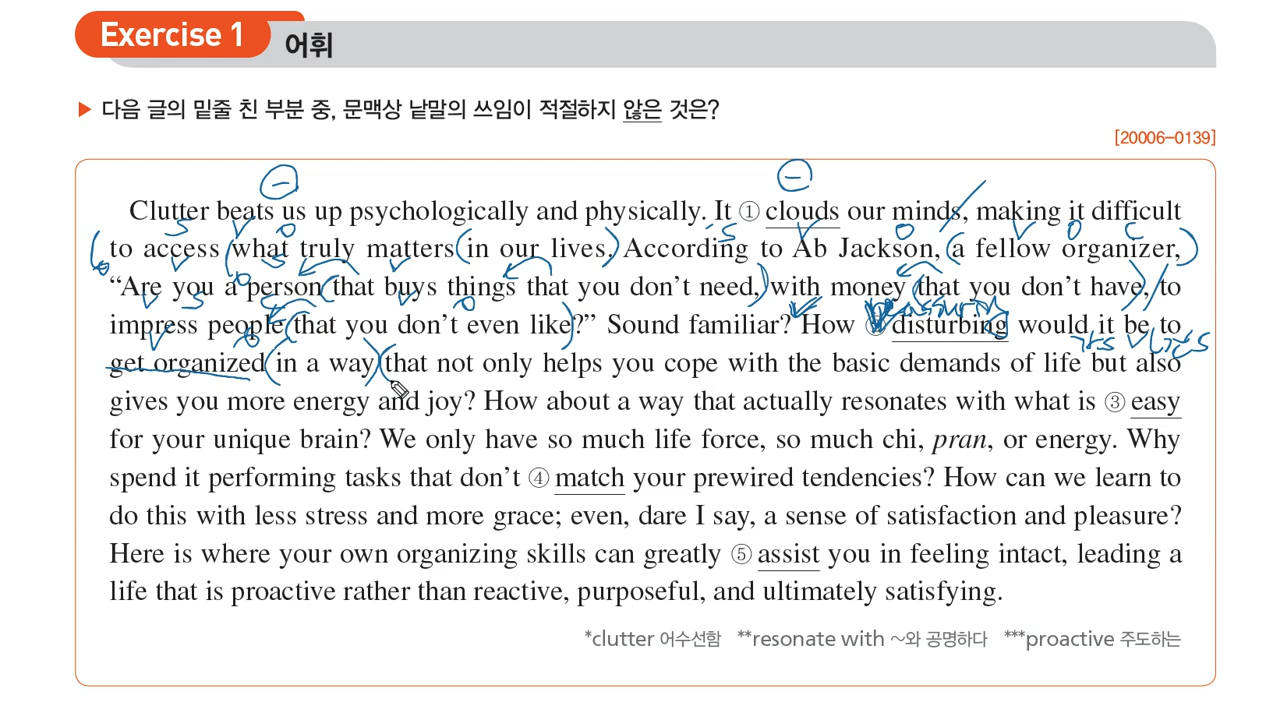 Exercise 1
어휘
▶ 다음 글의 밑줄 친 부분 중, 문맥상 낱말의 쓰임이 적절하지 않은 것은?
[20006-0139]
Clutter beats us up psychologically and physically. It ① clouds our minds, making it difficult
to access what truly matters in our lives. According to Ab Jackson, a fellow organizer,
“Are you a person that buys things that you don’t need, with money that you don’t have, to
impress people that you don’t even like?” Sound familiar? How disturbing would it be to
get organized in a way that not only helps you cope with the basic demands of life but also
gives you more energy and joy? How about a way that actually resonates with what is ③ easy
for your unique brain? We only have so much life force, so much chi, pran, or energy. Why
spend it performing tasks that don’t ④ match your prewired tendencies? How can we learn to
do this with less stress and more grace; even, dare I say, a sense of satisfaction and pleasure?
Here is where your own organizing skills can greatly ⑤ assist you in feeling intact, leading a
life that is proactive rather than reactive, purposeful, and ultimately satisfying.
*clutter 어수선함 **resonate with ~와 공명하다 ***proactive 주도하는